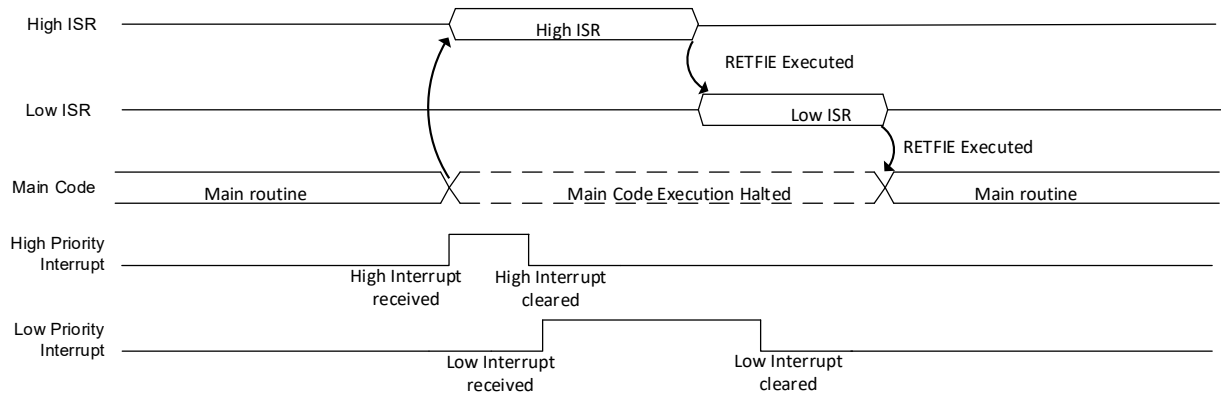 High ISR
High ISR
RETFIE Executed
Low ISR
Low ISR
RETFIE Executed
Main Code
Main routine
Main Code Execution Halted
Main routine
High Priority
Interrupt
High Interrupt
received
High Interrupt
cleared
Low Priority
Interrupt
Low Interrupt
received
Low Interrupt
cleared